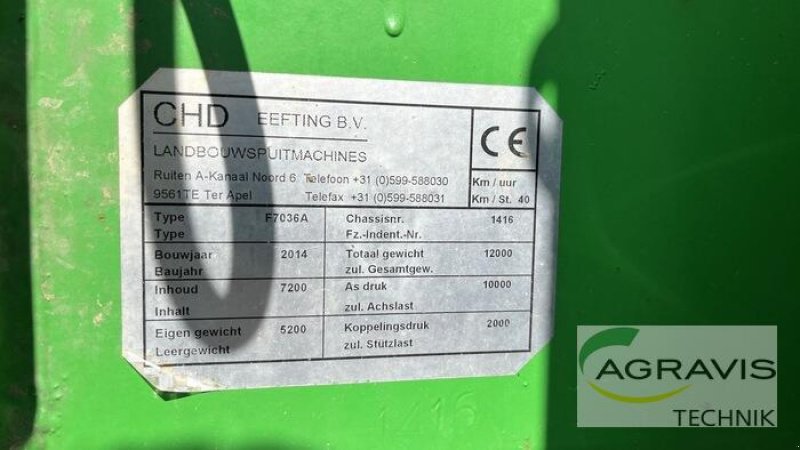 CHD EEFTING B.V.
LANDBOUWSPUITMACHINES
Ruiten A-Kanaal Noord 6 Telefoon +31 (0)599-588030
9561TE Ter Apel Telefax +31 (0)599-588031
CE
Km / uur
Km / St. 40
Type F7036A
Type
Chassisnr. 1416
Fz.-Indent.-Nr.
Bouwjaar 2014
Baujahr
Totaal gewicht 12000
zul. Gesamtgew.
Inhoud 7200
Inhalt
As druk 10000
zul. Achslast
Eigen gewicht 5200
Leergewicht
Koppelingsdruk 2000
zul. Stützlast
1416
AGRAVIS
TECHNIK